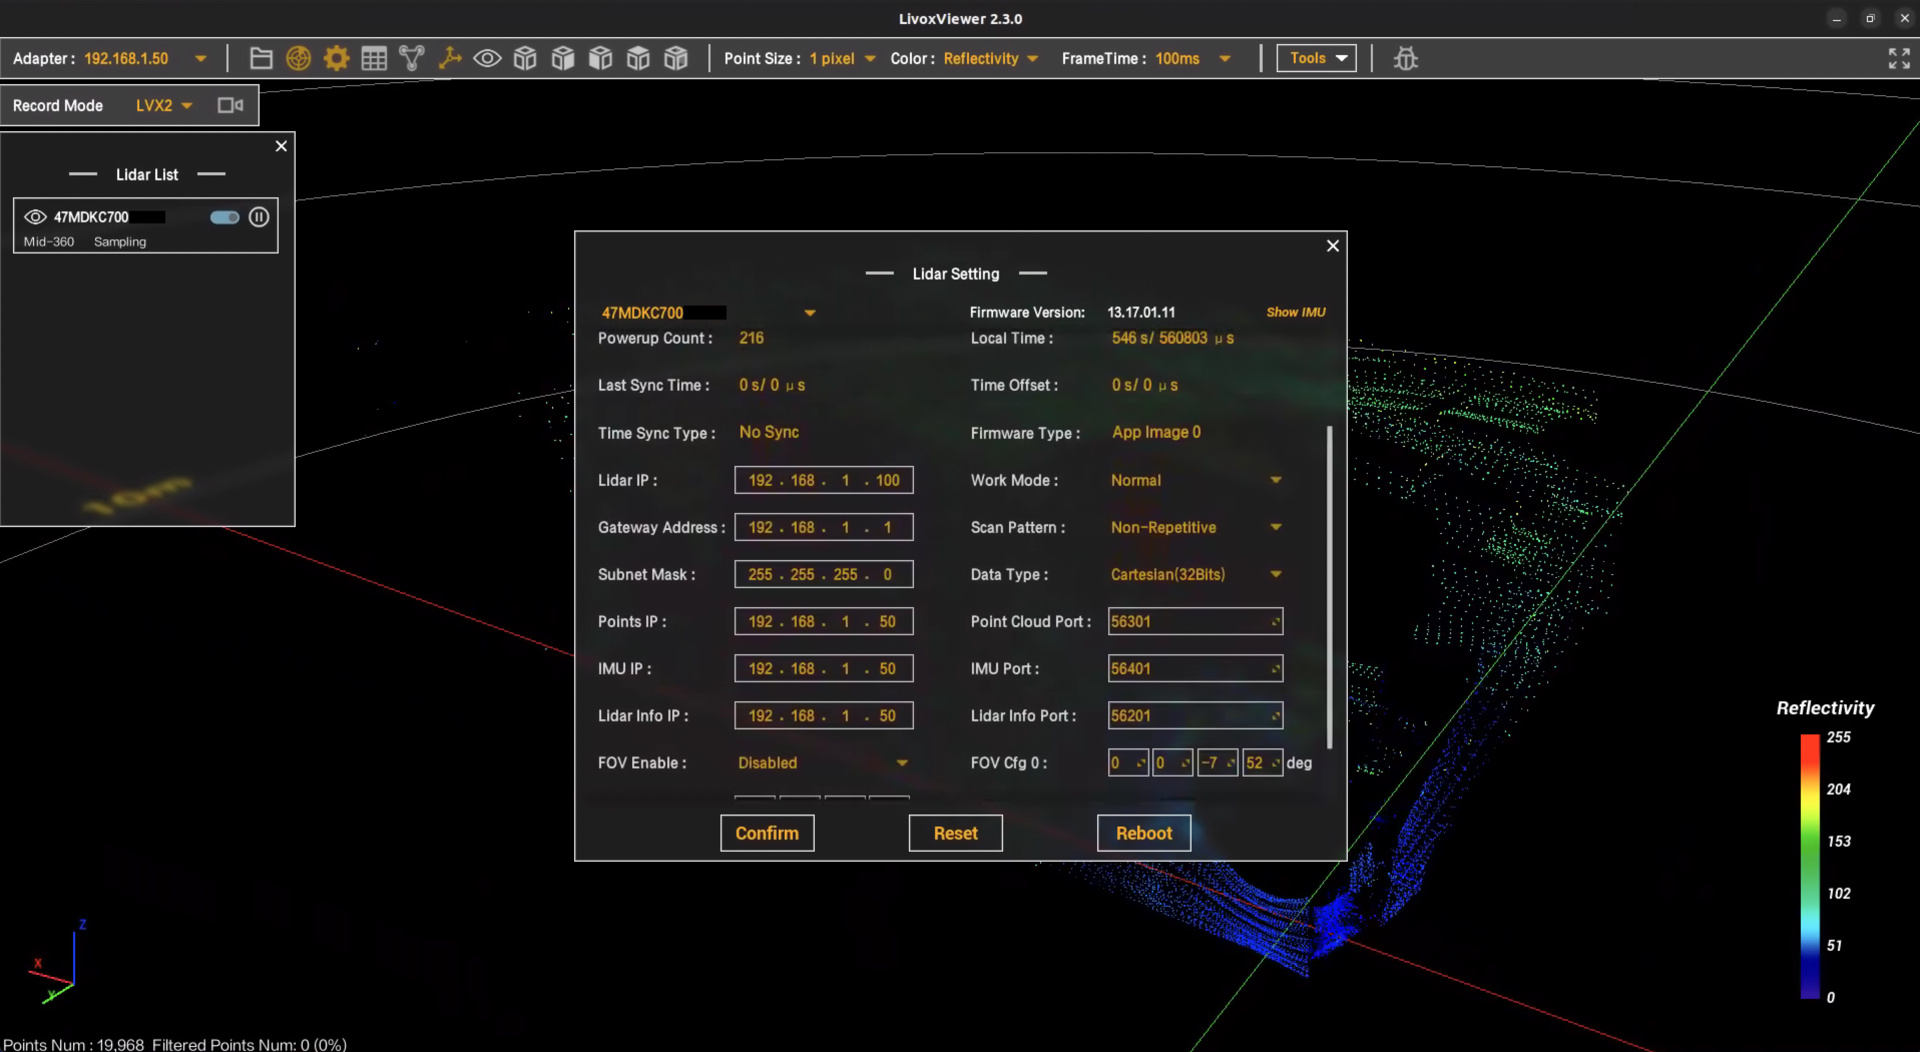 LivoxViewer 2.3.0
Adapter : 192.168.1.50
Point Size : 1 pixel
Color : Reflectivity
FrameTime : 100ms
Tools
Record Mode LVX2
Lidar List
47MDKC700
Mid-360 Sampling
10m
Lidar Setting
47MDKC700
Firmware Version: 13.17.01.11
Show IMU
Powerup Count : 216
Local Time : 546 s/ 560803 μ s
Last Sync Time : 0 s/ 0 μ s
Time Offset : 0 s/ 0 μ s
Time Sync Type : No Sync
Firmware Type : App Image 0
Lidar IP : 192 . 168 . 1 . 100
Work Mode : Normal
Gateway Address : 192 . 168 . 1 . 1
Scan Pattern : Non-Repetitive
Subnet Mask : 255 . 255 . 255 . 0
Data Type : Cartesian(32Bits)
Points IP : 192 . 168 . 1 . 50
Point Cloud Port : 56301
IMU IP : 192 . 168 . 1 . 50
IMU Port : 56401
Lidar Info IP : 192 . 168 . 1 . 50
Lidar Info Port : 56201
FOV Enable : Disabled
FOV Cfg 0 : 0 0 -7 52 deg
Confirm
Reset
Reboot
Reflectivity
255
204
153
102
51
0
Z
X
Y
Points Num : 19,968 Filtered Points Num: 0 (0%)